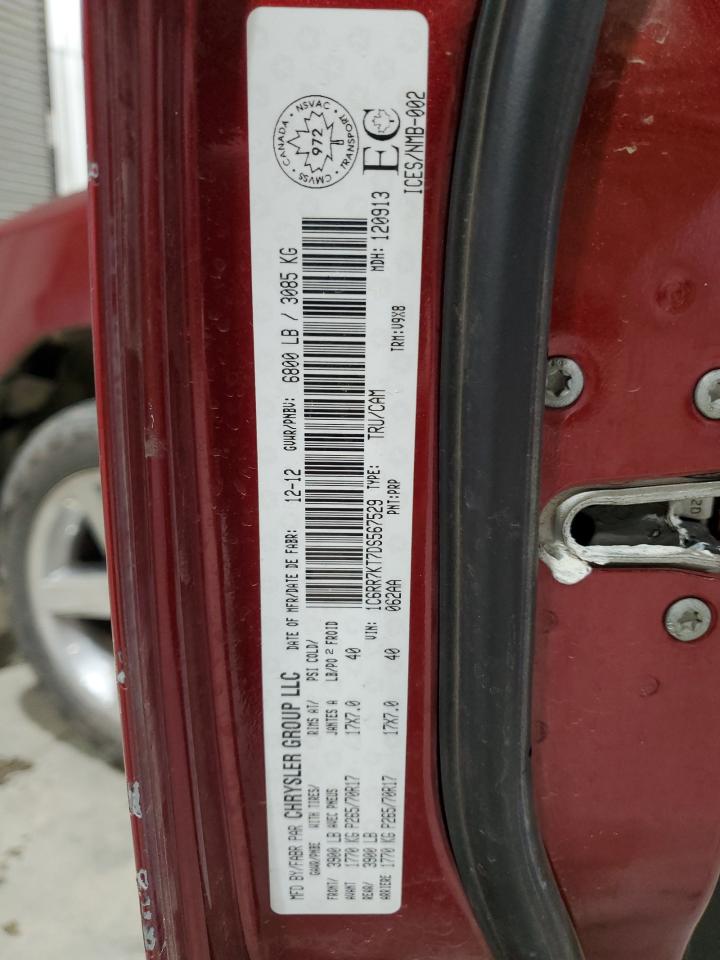 MFD BY/FABR PAR CHRYSLER GROUP LLC
DATE OF MFR/DATE DE FABR: 12-12
GVWR/PNBV: 6800 LB / 3085 KG
GAWR/PNBE WITH TIRES/ RIMS AT/ PSI COLD/
FRONT/ 3900 LB AVEC PNEUS JANTES A LB/PO 2 FROID
AVANT 1770 KG P265/70R17 17X7.0 40
REAR/ 3900 LB
ARRIERE 1770 KG P265/70R17 17X7.0 40
VIN: 1C6RR7KT7DS567529 TYPE: TRU/CAM
MDH: 120913
062AA PNT:PRP TRM:V9X8
CANADA NSVAC TRANSPORT CMVSS
972
EC
ICES/NMB-002